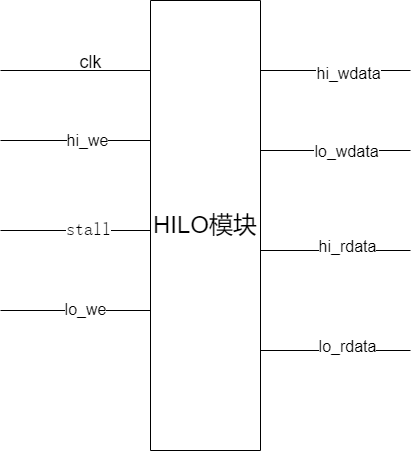 clk
hi_we
stall
lo_we
HILO模块
hi_wdata
lo_wdata
hi_rdata
lo_rdata